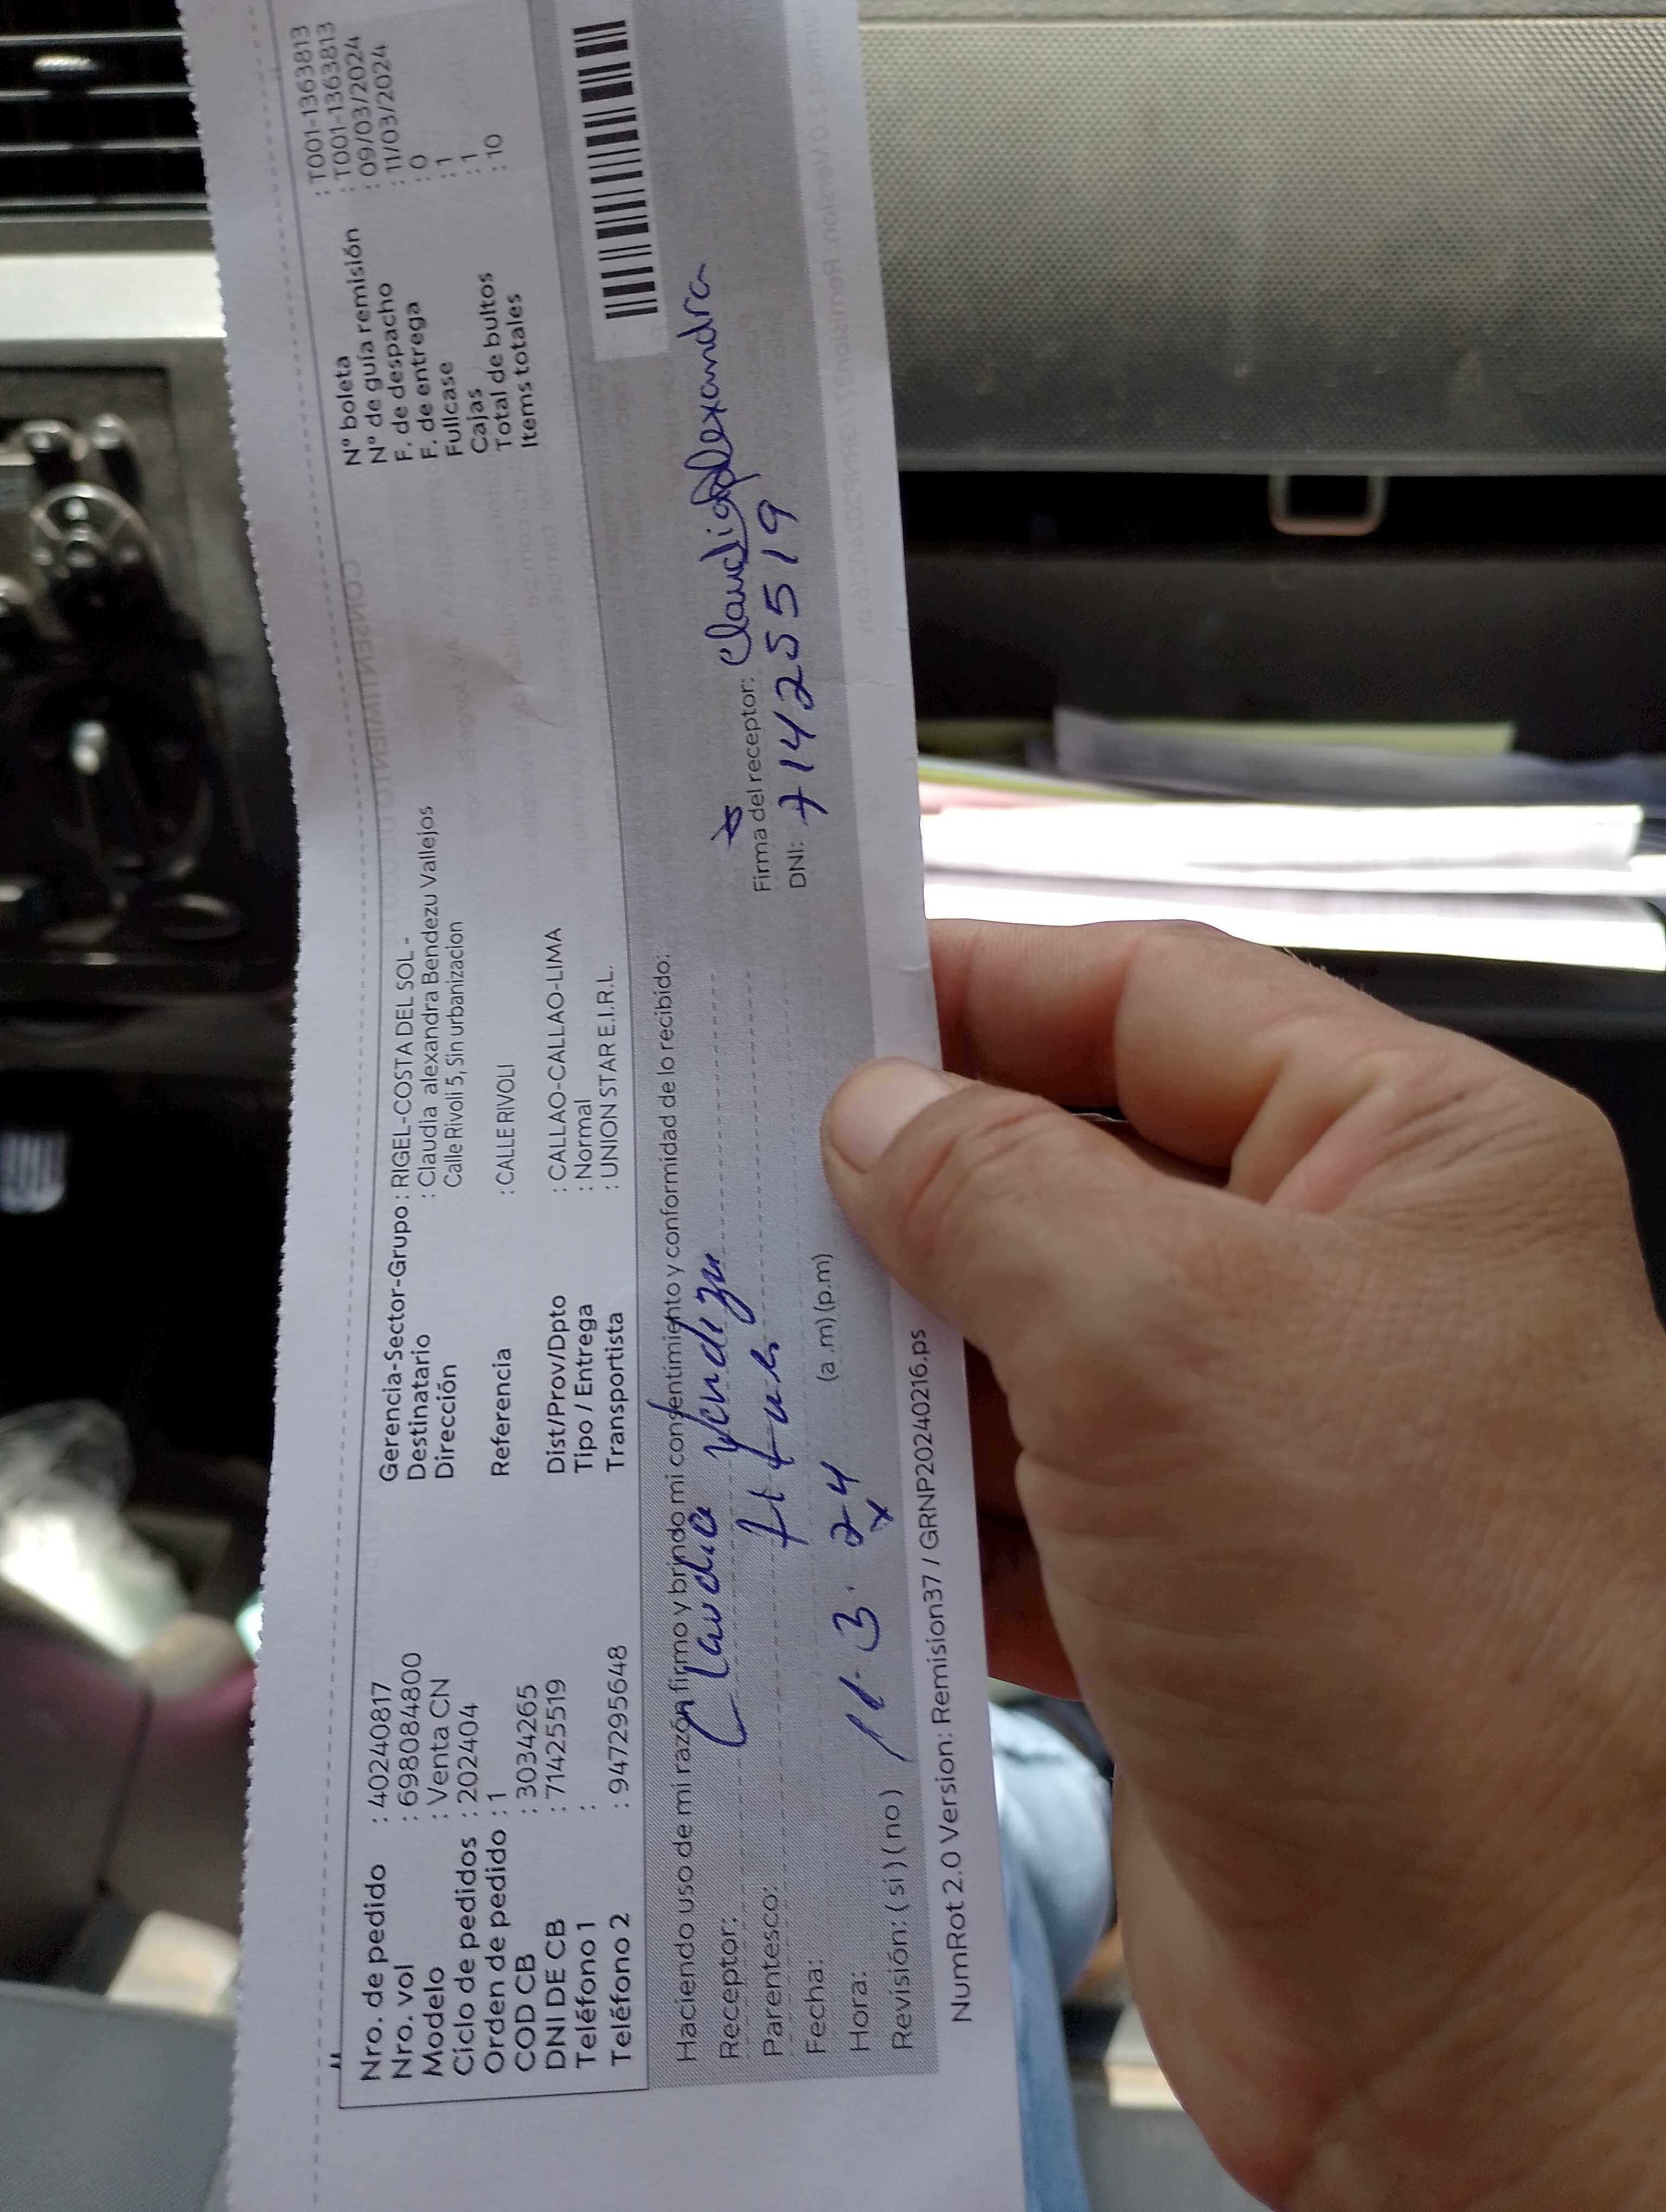 Nro. de pedido : 40240817
Nro. vol : 698084800
Modelo : Venta CN
Ciclo de pedidos : 202404
Orden de pedido : 1
COD CB : 3034265
DNI DE CB : 71425519
Teléfono 1 :
Teléfono 2 : 947295648
Gerencia-Sector-Grupo : RIGEL-COSTA DEL SOL -
Destinatario : Claudia alexandra Bendezu Vallejos
Dirección Calle Rivoli 5, Sin urbanizacion
Referencia : CALLE RIVOLI
Dist/Prov/Dpto : CALLAO-CALLAO-LIMA
Tipo / Entrega : Normal
Transportista : UNION STAR E.I.R.L.
N° boleta : T001-1363813
N° de guía remisión : T001-1363813
F. de despacho : 09/03/2024
F. de entrega : 11/03/2024
Fullcase : 0
Cajas : 1
Total de bultos : 1
Items totales : 10
Haciendo uso de mi razón firmo y brindo mi consentimiento y conformidad de lo recibido:
Receptor: Claudia
Parentesco:
Fecha: 11. 3. 24
Hora: (a.m) (p.m)
Revisión: ( si ) ( no )
Firma del receptor: Claudia Alexandra
DNI: 71425519
NumRot 2.0 Version: Remision37 / GRNP20240216.ps